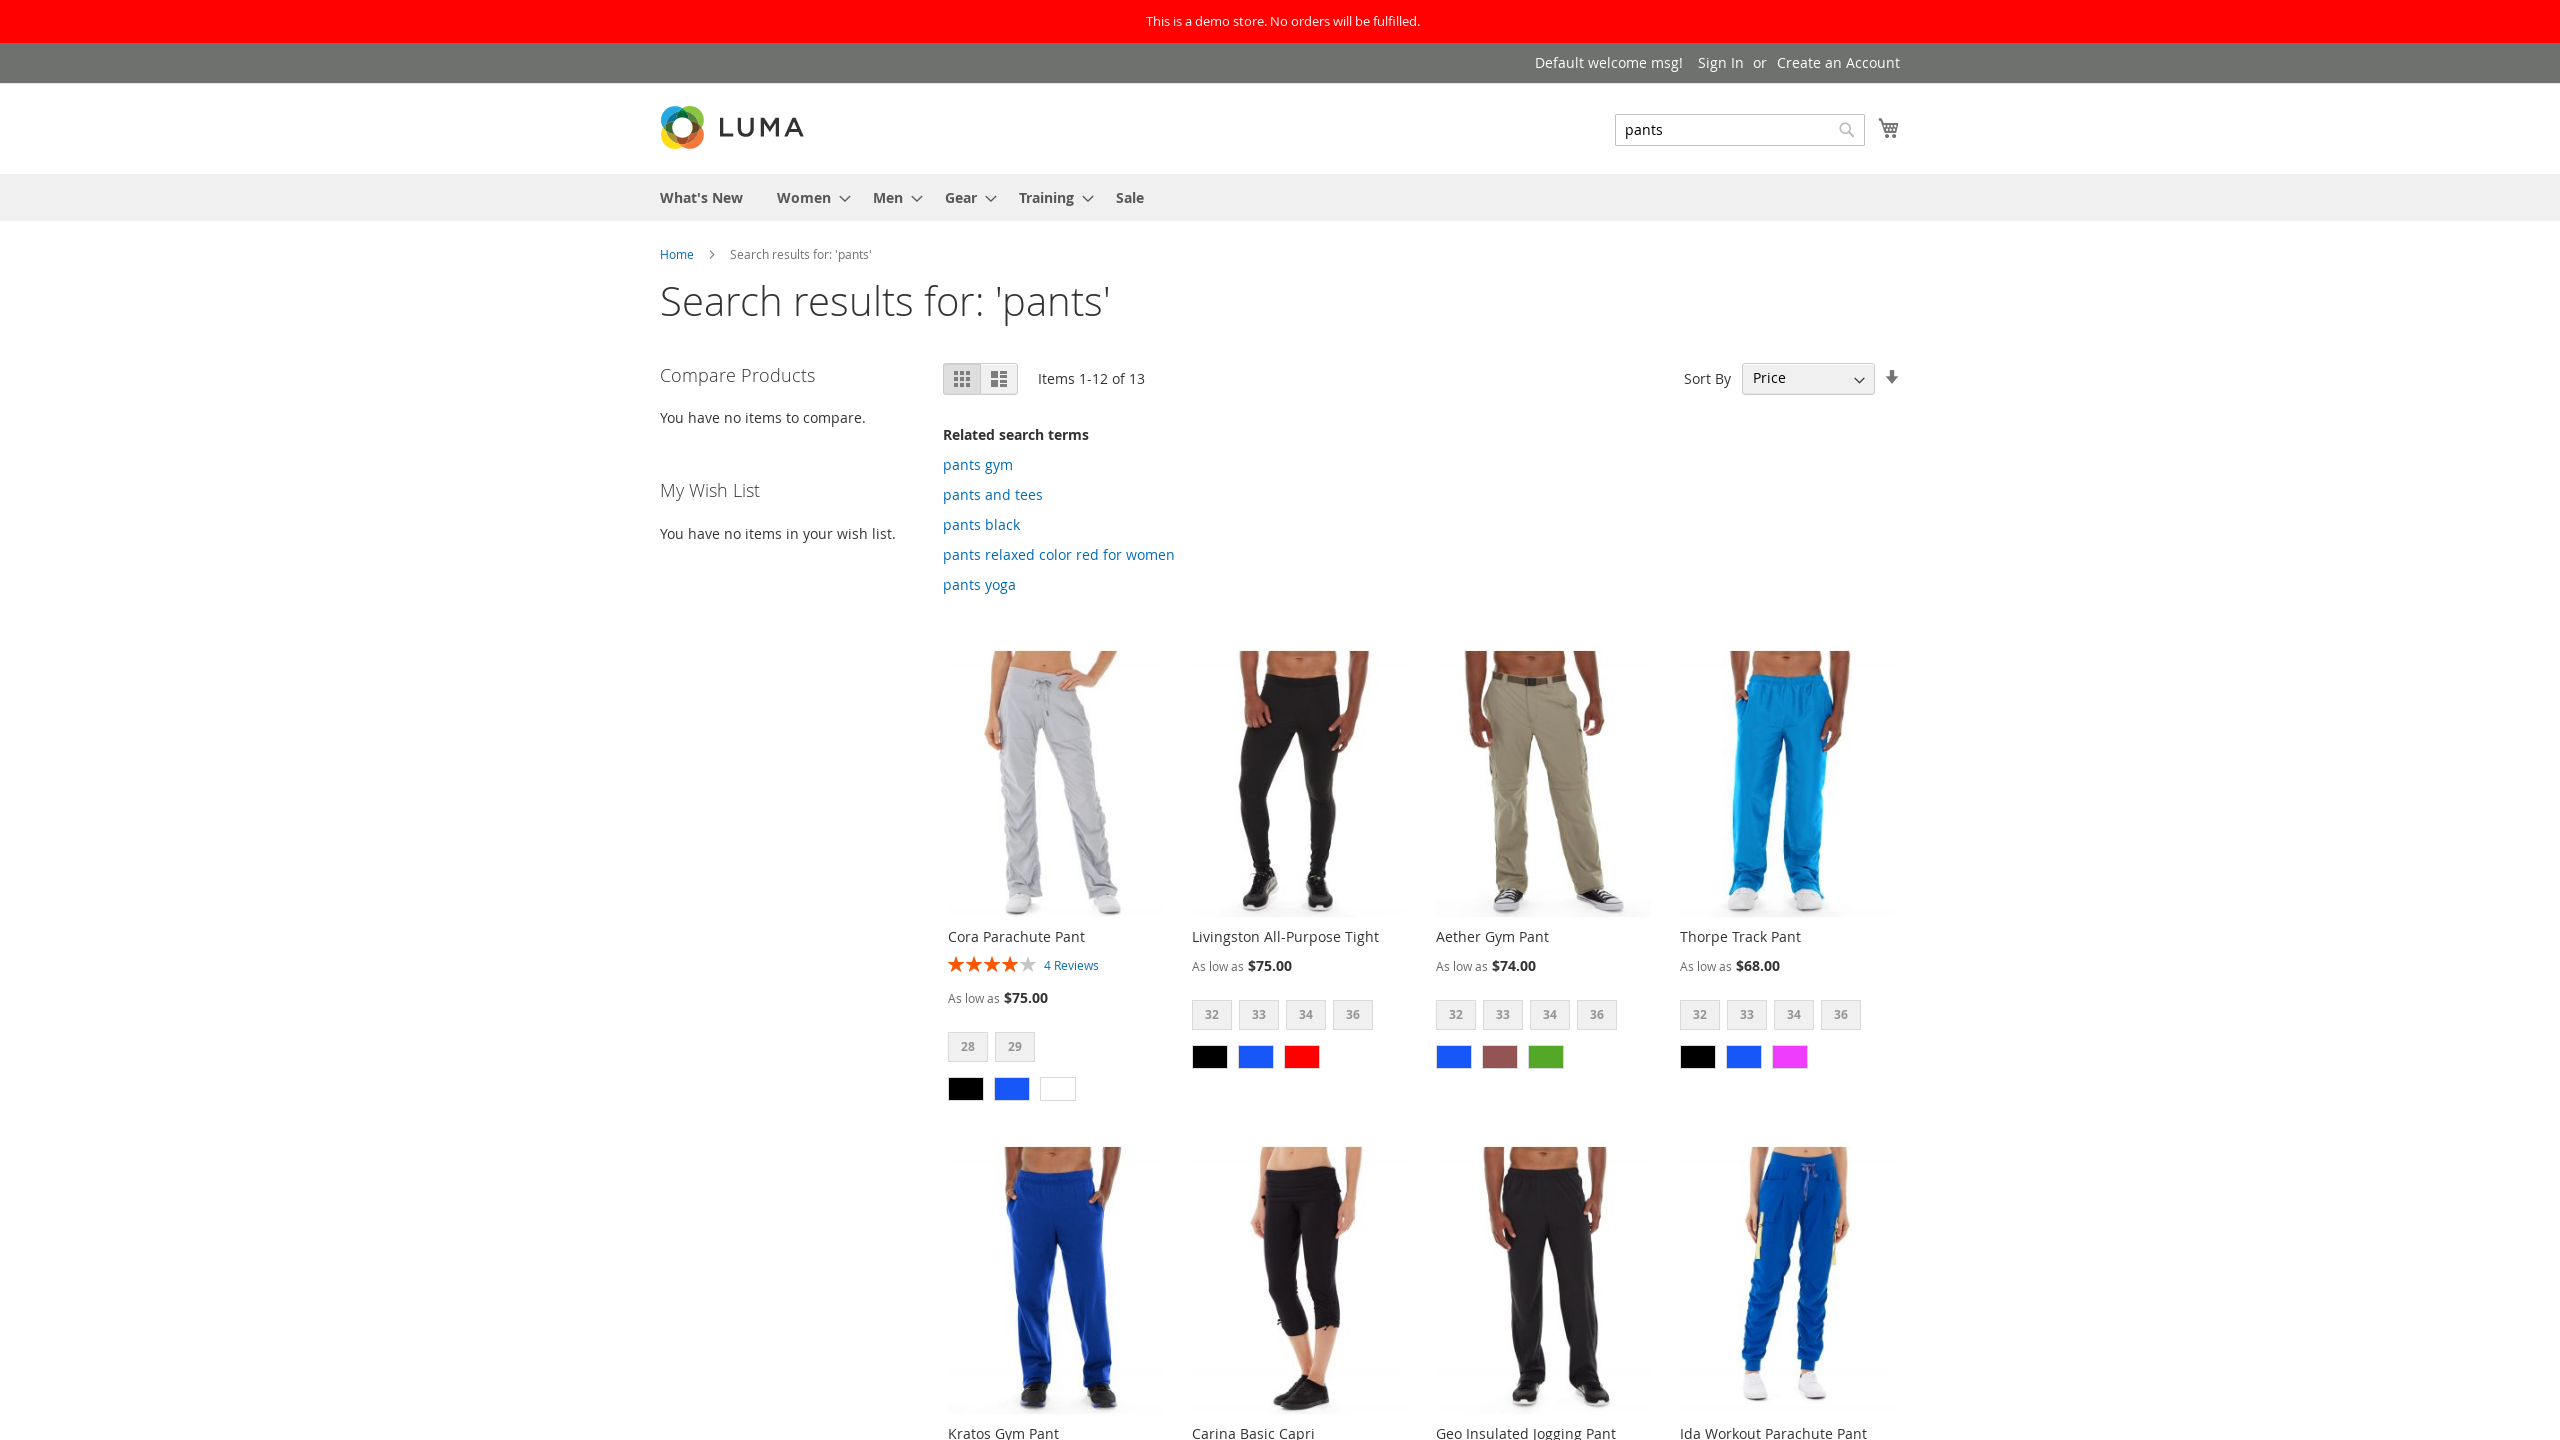 This is a demo store. No orders will be fulfilled.
Default welcome msg! Sign In or Create an Account
LUMA
pants
What's New Women Men Gear Training Sale
Home Search results for: 'pants'
Search results for: 'pants'
Compare Products
You have no items to compare.
My Wish List
You have no items in your wish list.
Items 1-12 of 13
Sort By Price
Related search terms
pants gym
pants and tees
pants black
pants relaxed color red for women
pants yoga
Cora Parachute Pant
4 Reviews
As low as $75.00
28 29
Livingston All-Purpose Tight
As low as $75.00
32 33 34 36
Aether Gym Pant
As low as $74.00
32 33 34 36
Thorpe Track Pant
As low as $68.00
32 33 34 36
Kratos Gym Pant
Carina Basic Capri
Geo Insulated Jogging Pant
Ida Workout Parachute Pant